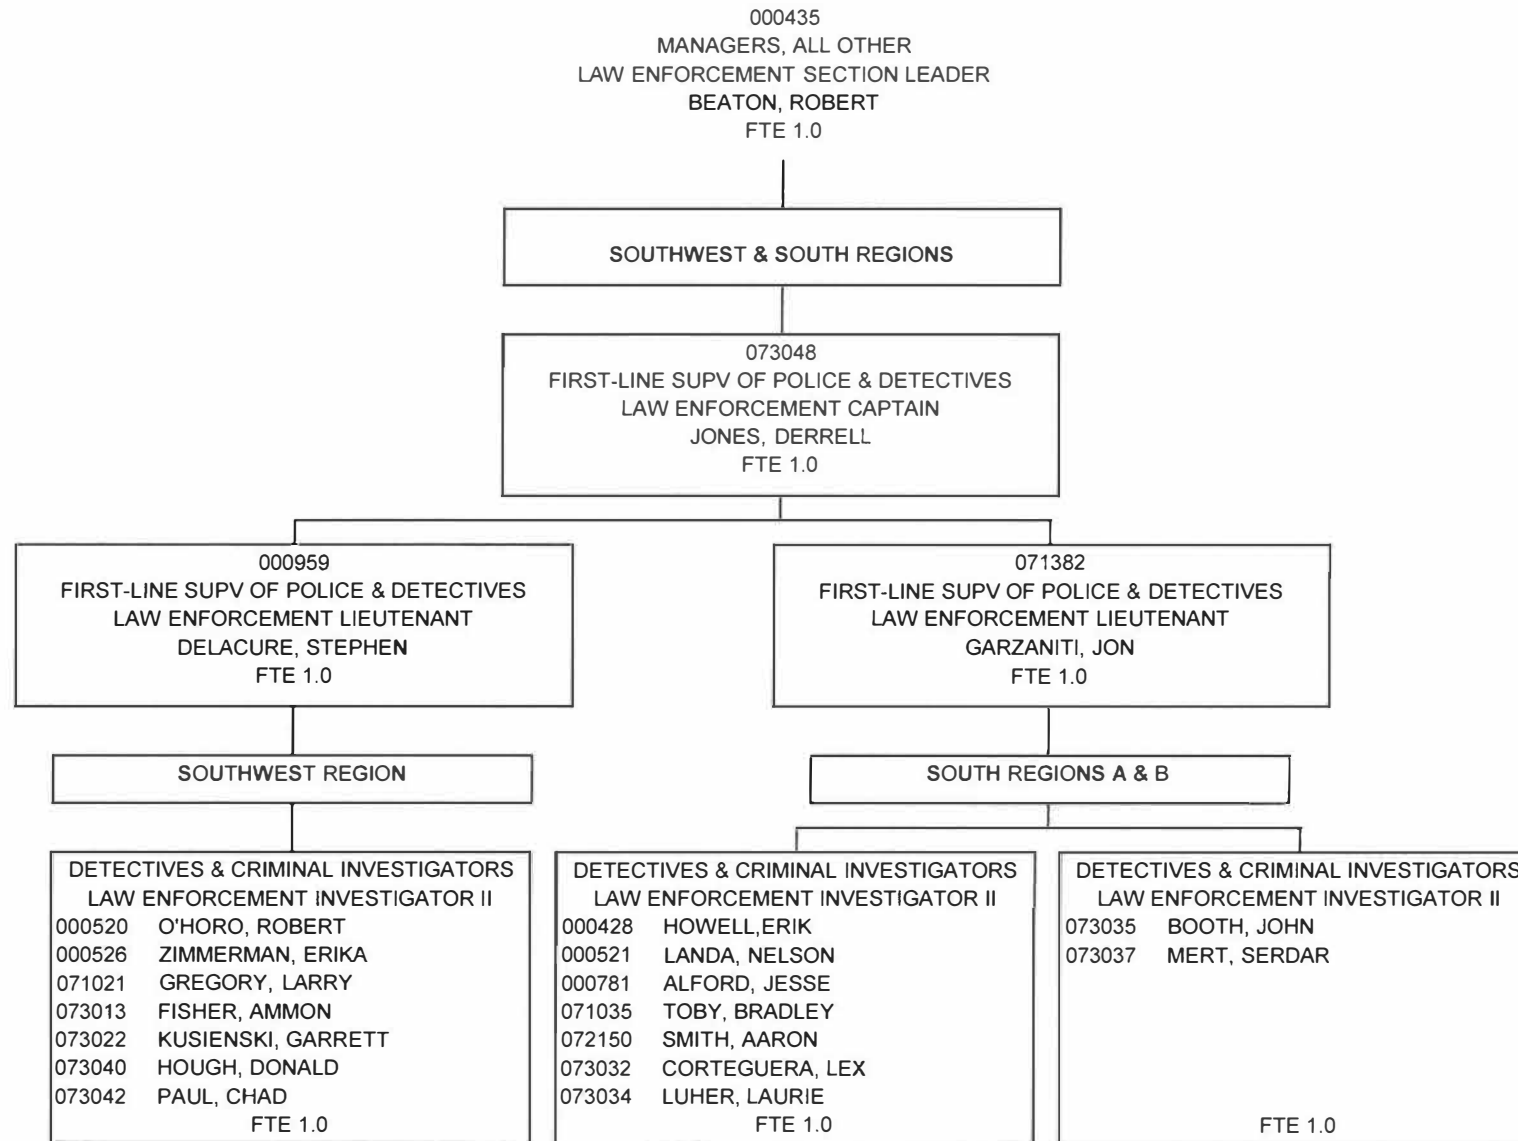 000435
MANAGERS, ALL OTHER
LAW ENFORCEMENT SECTION LEADER
BEATON, ROBERT
FTE 1.0
SOUTHWEST & SOUTH REGIONS
073048
FIRST-LINE SUPV OF POLICE & DETECTIVES
LAW ENFORCEMENT CAPTAIN
JONES, DERRELL
FTE 1.0
000959
FIRST-LINE SUPV OF POLICE & DETECTIVES
LAW ENFORCEMENT LIEUTENANT
DELACURE, STEPHEN
FTE 1.0
071382
FIRST-LINE SUPV OF POLICE & DETECTIVES
LAW ENFORCEMENT LIEUTENANT
GARZANITI, JON
FTE 1.0
SOUTHWEST REGION
SOUTH REGIONS A & B
DETECTIVES & CRIMINAL INVESTIGATORS
LAW ENFORCEMENT INVESTIGATOR II
000520 O'HORO, ROBERT
000526 ZIMMERMAN, ERIKA
071021 GREGORY, LARRY
073013 FISHER, AMMON
073022 KUSIENSKI, GARRETT
073040 HOUGH, DONALD
073042 PAUL, CHAD
FTE 1.0
DETECTIVES & CRIMINAL INVESTIGATORS
LAW ENFORCEMENT INVESTIGATOR II
000428 HOWELL,ERIK
000521 LANDA, NELSON
000781 ALFORD, JESSE
071035 TOBY, BRADLEY
072150 SMITH, AARON
073032 CORTEGUERA, LEX
073034 LUHER, LAURIE
FTE 1.0
DETECTIVES & CRIMINAL INVESTIGATORS
LAW ENFORCEMENT INVESTIGATOR II
073035 BOOTH, JOHN
073037 MERT, SERDAR
FTE 1.0